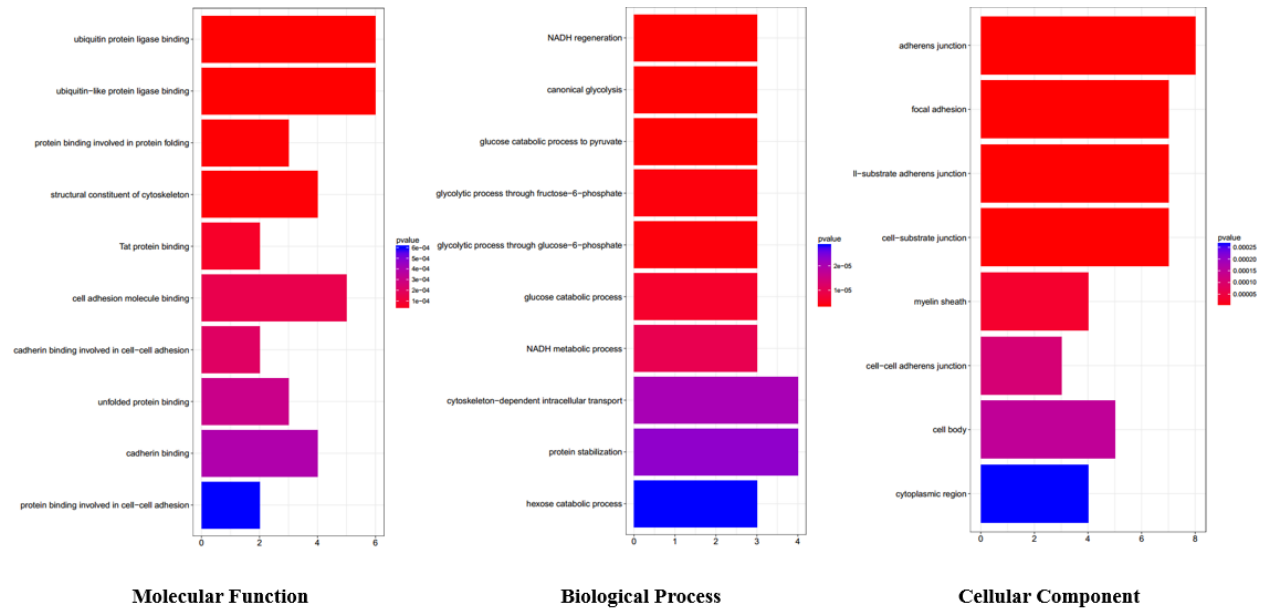 ubiquitin protein ligase binding
ubiquitin−like protein ligase binding
protein binding involved in protein folding
structural constituent of cytoskeleton
Tat protein binding
cell adhesion molecule binding
cadherin binding involved in cell−cell adhesion
unfolded protein binding
cadherin binding
protein binding involved in cell−cell adhesion
0 2 4 6
pvalue
6e−04
5e−04
4e−04
3e−04
2e−04
1e−04
Molecular Function
NADH regeneration
canonical glycolysis
glucose catabolic process to pyruvate
glycolytic process through fructose−6−phosphate
glycolytic process through glucose−6−phosphate
glucose catabolic process
NADH metabolic process
cytoskeleton−dependent intracellular transport
protein stabilization
hexose catabolic process
0 1 2 3 4
pvalue
2e−05
1e−05
Biological Process
adherens junction
focal adhesion
ll−substrate adherens junction
cell−substrate junction
myelin sheath
cell−cell adherens junction
cell body
cytoplasmic region
0 2 4 6 8
pvalue
0.00025
0.00020
0.00015
0.00010
0.00005
Cellular Component